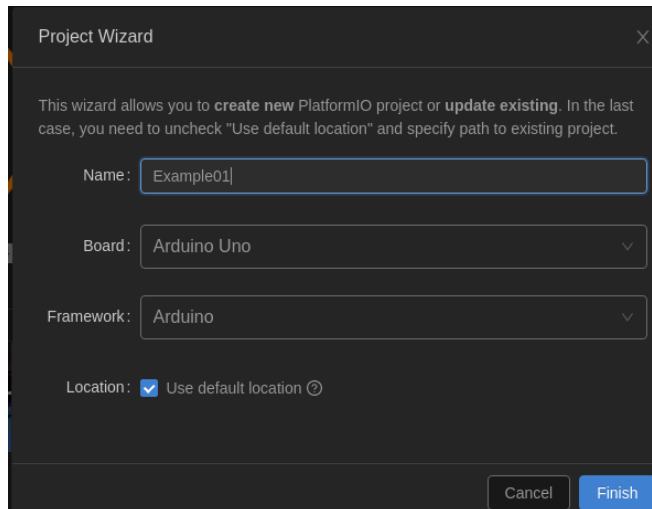 Project Wizard
This wizard allows you to create new PlatformIO project or update existing. In the last
case, you need to uncheck "Use default location" and specify path to existing project.
Name: Example01
Board: Arduino Uno
Framework: Arduino
Location: Use default location
Cancel Finish